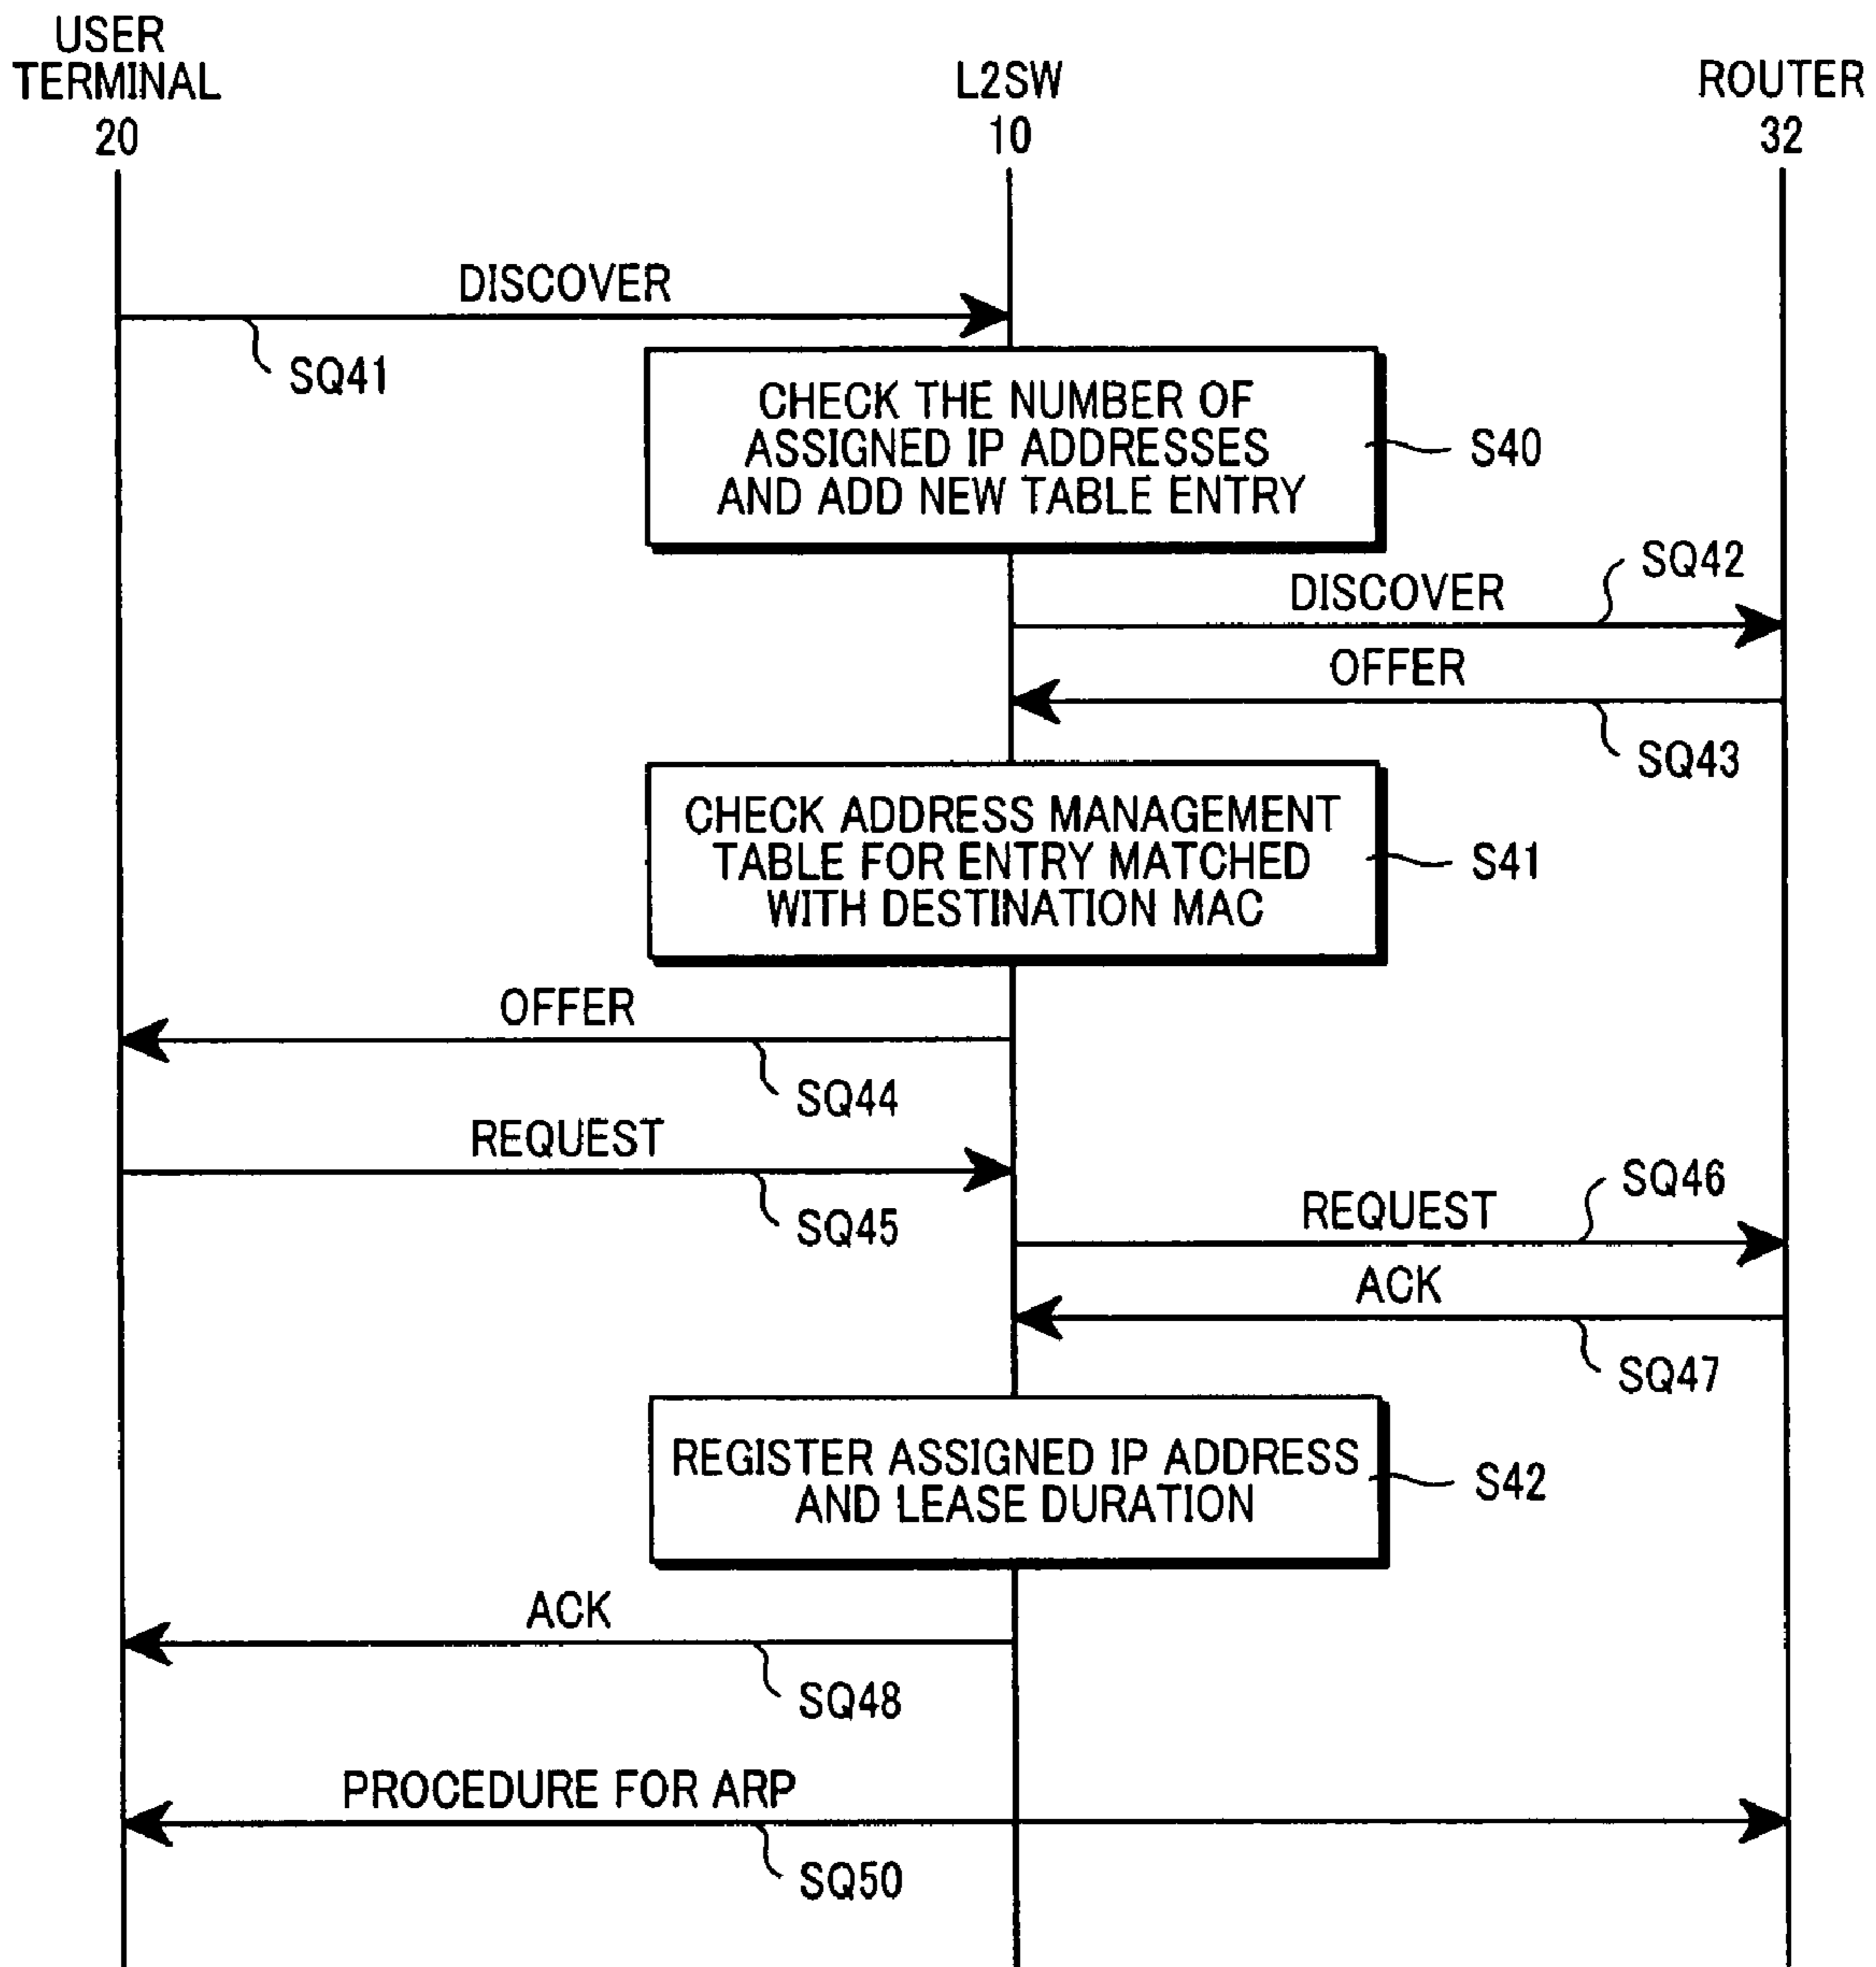 USER
TERMINAL
20
L2SW
10
ROUTER
32
DISCOVER
SQ41
CHECK THE NUMBER OF
ASSIGNED IP ADDRESSES
AND ADD NEW TABLE ENTRY
S40
SQ42
DISCOVER
OFFER
SQ43
CHECK ADDRESS MANAGEMENT
TABLE FOR ENTRY MATCHED
WITH DESTINATION MAC
S41
OFFER
SQ44
REQUEST
SQ45
SQ46
REQUEST
ACK
SQ47
REGISTER ASSIGNED IP ADDRESS
AND LEASE DURATION
S42
ACK
SQ48
PROCEDURE FOR ARP
SQ50